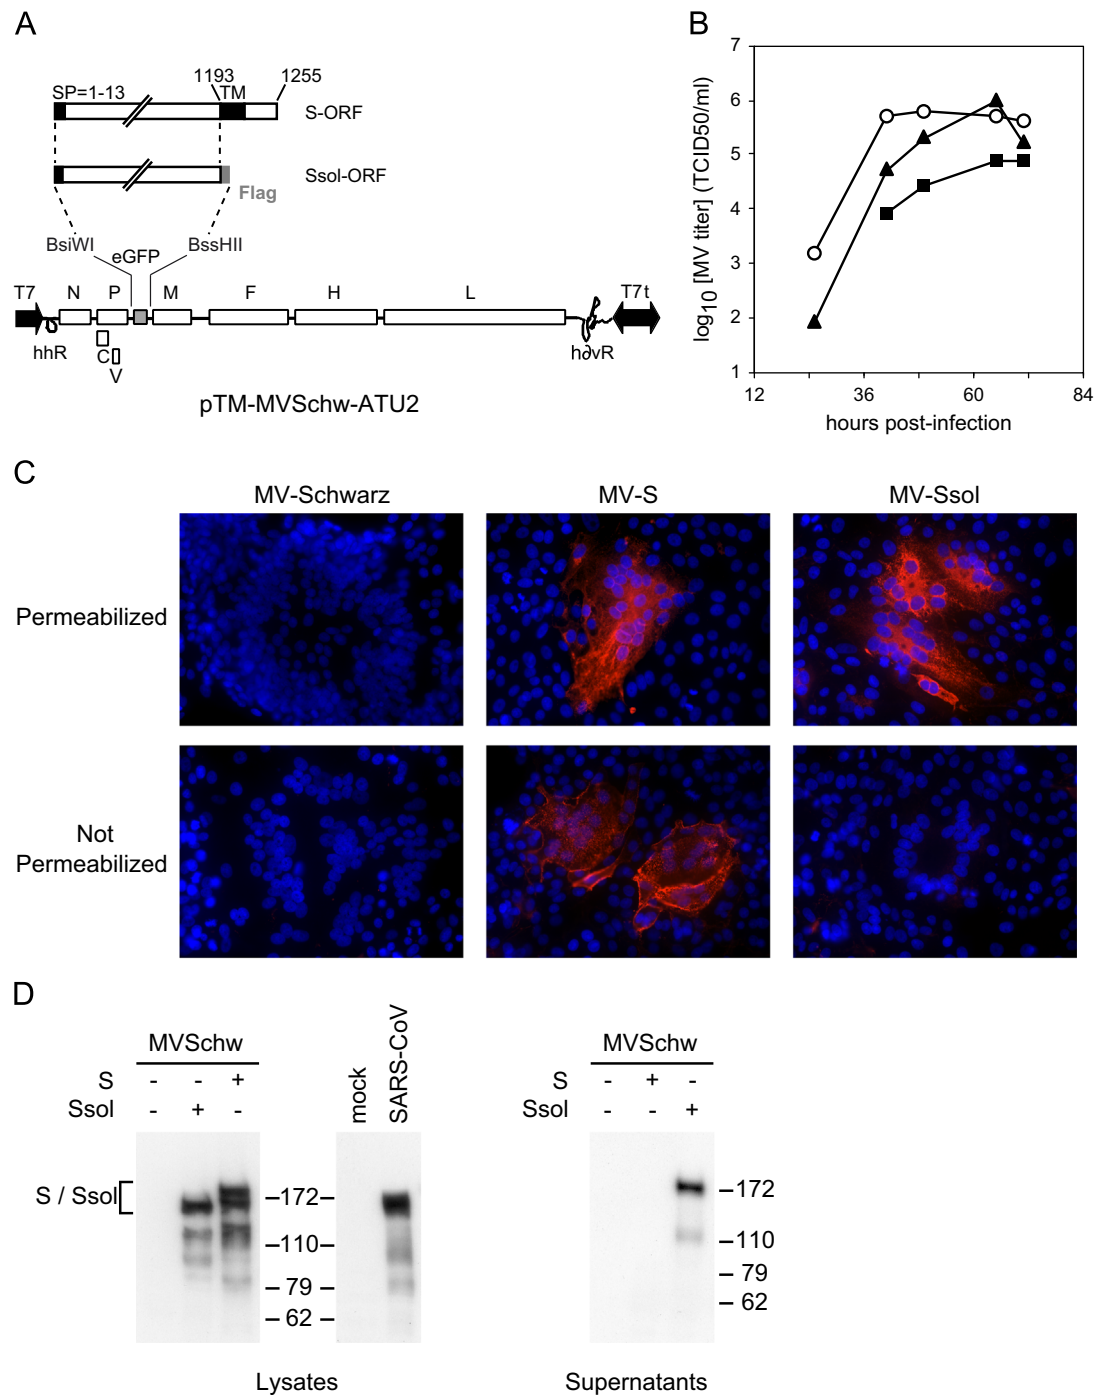 A
1193 1255
SP=1-13 TM
S-ORF
Ssol-ORF
Flag
BsiWI eGFP BssHII
T7 N P M F H L T7 t
hhR C h∂vR
V
pTM-MVSchw-ATU2
B
7
6
5
4
3
2
1
12 36 60 84
log10 [MV titer] (TCID50/ml)
hours post-infection
C
MV-Schwarz MV-S MV-Ssol
Permeabilized
Not
Permeabilized
D
MVSchw
S - - +
Ssol - + -
mock
SARS-CoV
S / Ssol
–172–
–110–
– 79 –
– 62 –
Lysates
MVSchw
S - + -
Ssol - - +
–172
–110
– 79
– 62
Supernatants